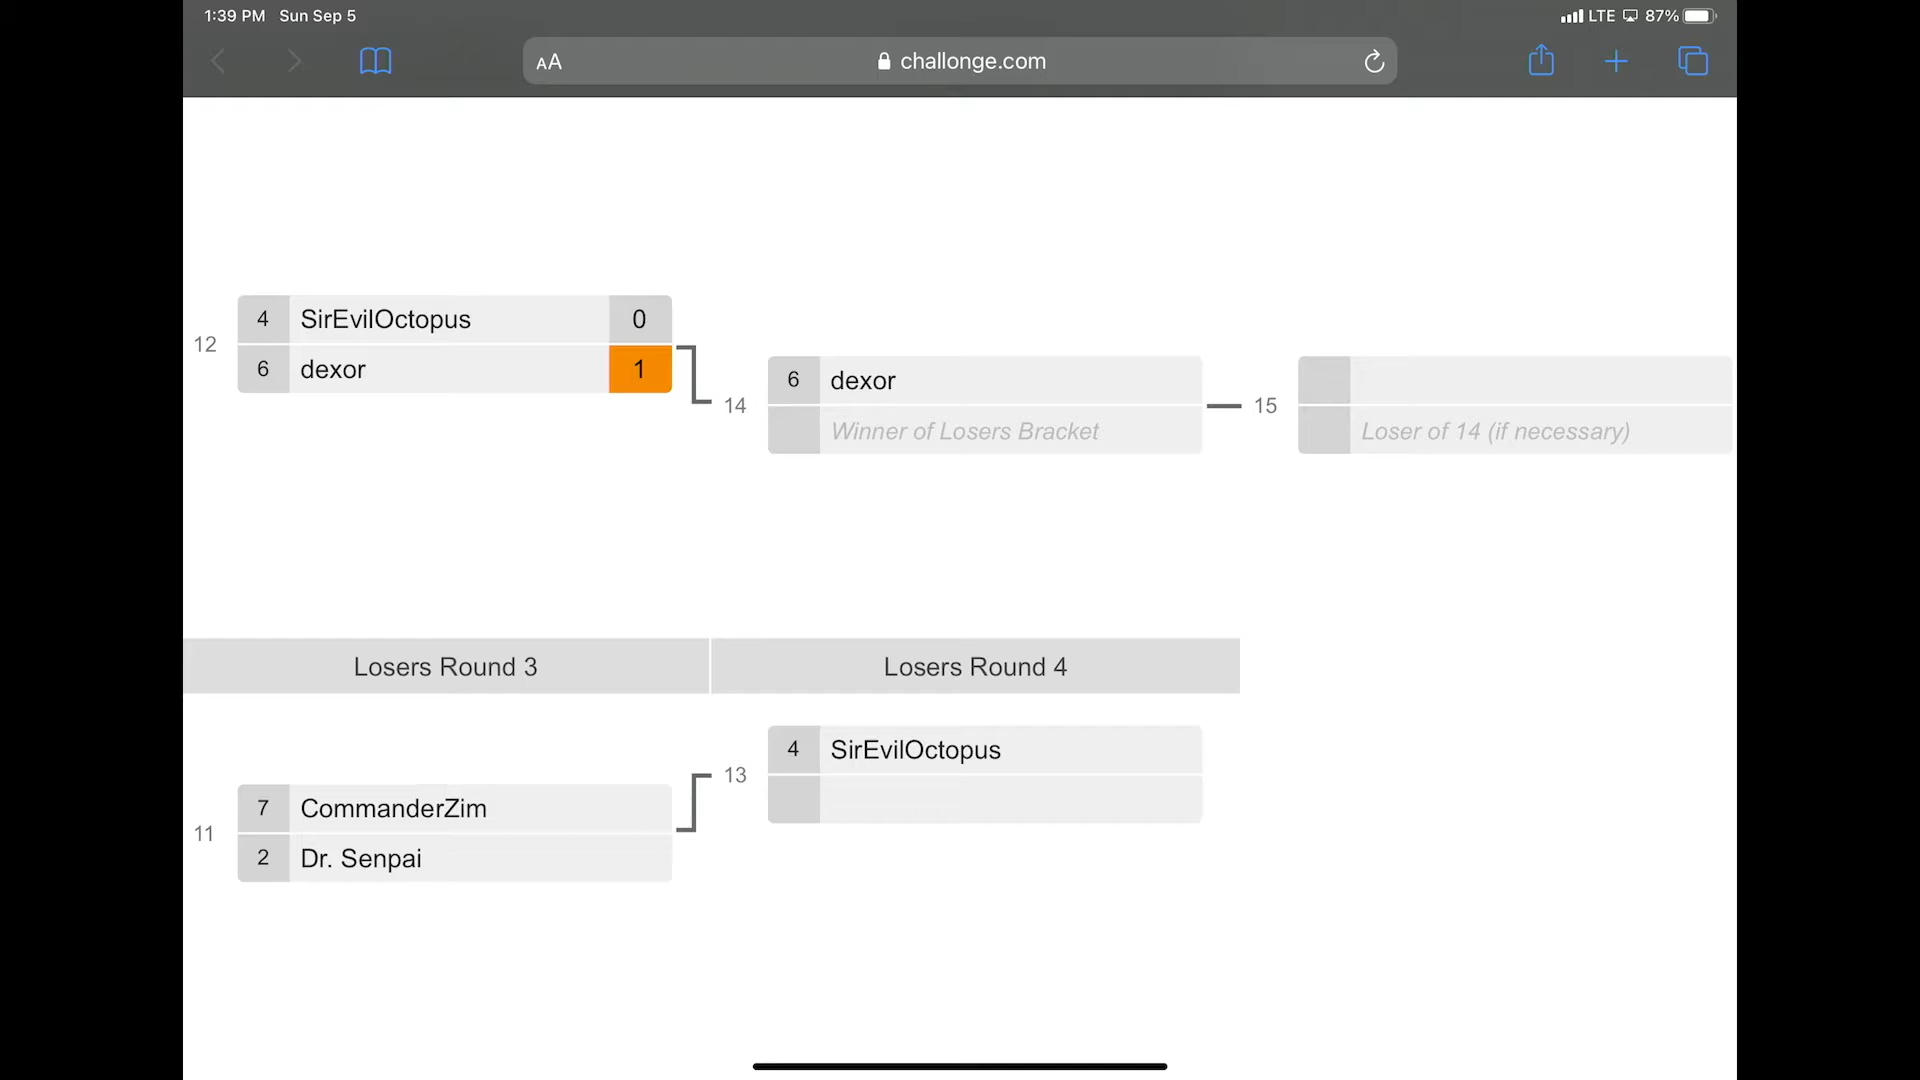 1:39 PM Sun Sep 5
LTE 87%
AA challonge.com
12
4 SirEvilOctopus 0
6 dexor 1
14
6 dexor
Winner of Losers Bracket
15
Loser of 14 (if necessary)
Losers Round 3 Losers Round 4
11
7 CommanderZim
2 Dr. Senpai
13
4 SirEvilOctopus